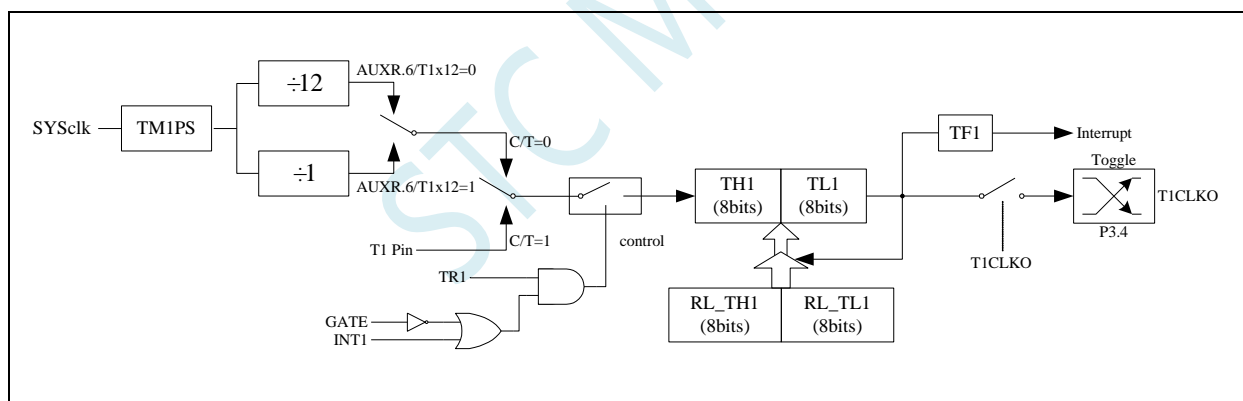 STC M
÷12
AUXR.6/T1x12=0
SYSclk
TM1PS
÷1
AUXR.6/T1x12=1
C/T=0
T1 Pin
C/T=1
control
TR1
GATE
INT1
TH1
(8bits)
TL1
(8bits)
RL_TH1
(8bits)
RL_TL1
(8bits)
TF1
Interrupt
Toggle
T1CLKO
P3.4
T1CLKO